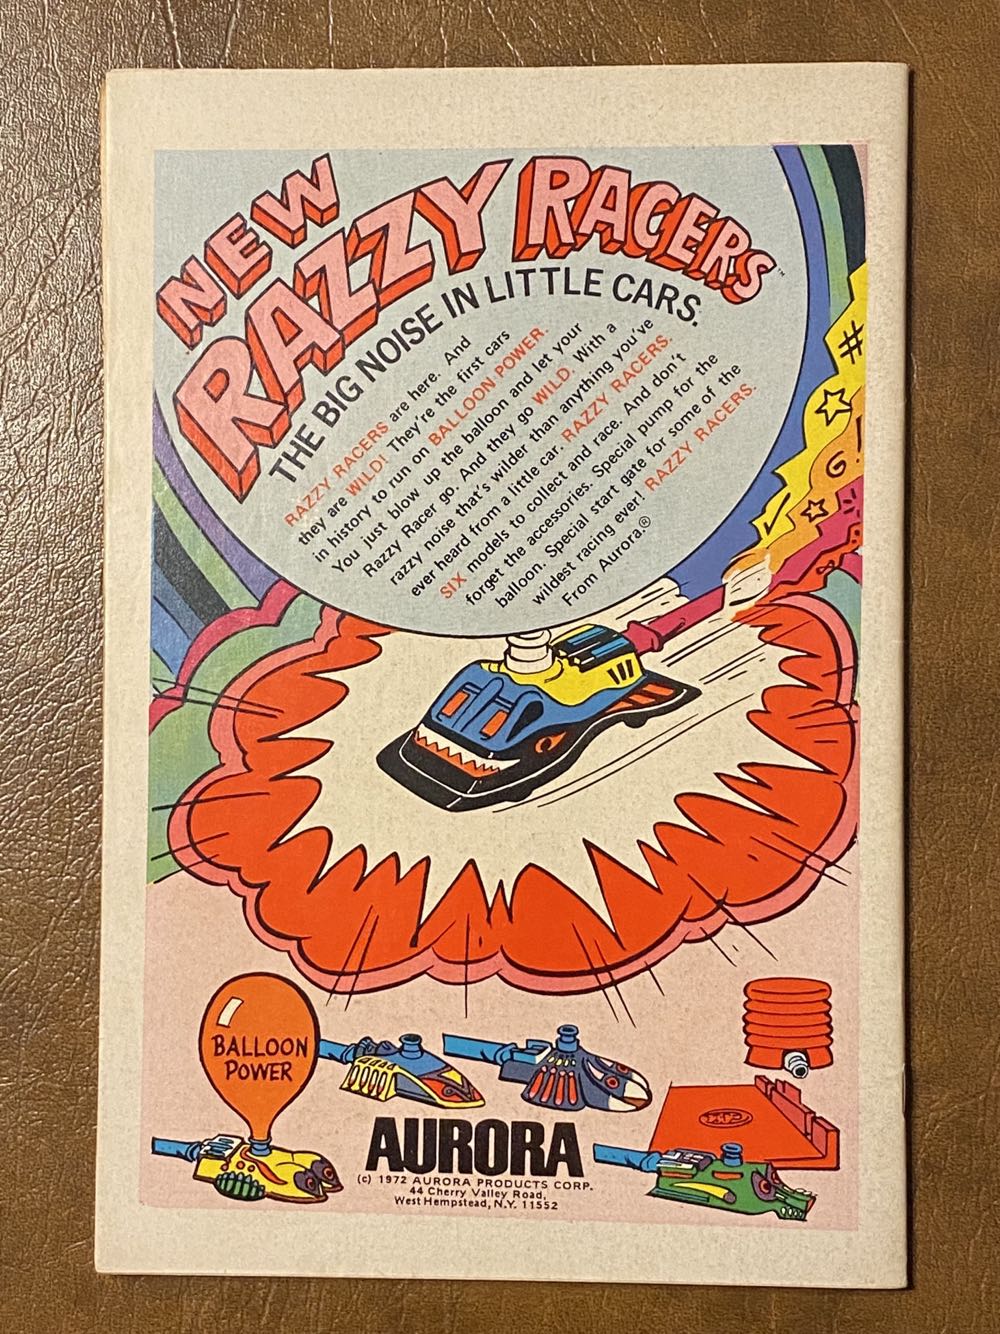 NEW
RAZZY RACERS™
THE BIG NOISE IN LITTLE CARS.
RAZZY RACERS are here. And
they are WILD! They're the first cars
in history to run on BALLOON POWER.
You just blow up the balloon and let your
Razzy Racer go. And they go WILD. With a
razzy noise that's wilder than anything you've
ever heard from a little car. RAZZY RACERS.
SIX models to collect and race. And don't
forget the accessories. Special pump for the
balloon. Special start gate for some of the
wildest racing ever! RAZZY RACERS.
From Aurora.®
#
G!
BALLOON
POWER
AURORA
(c) 1972 AURORA PRODUCTS CORP.
44 Cherry Valley Road,
West Hempstead, N.Y. 11552